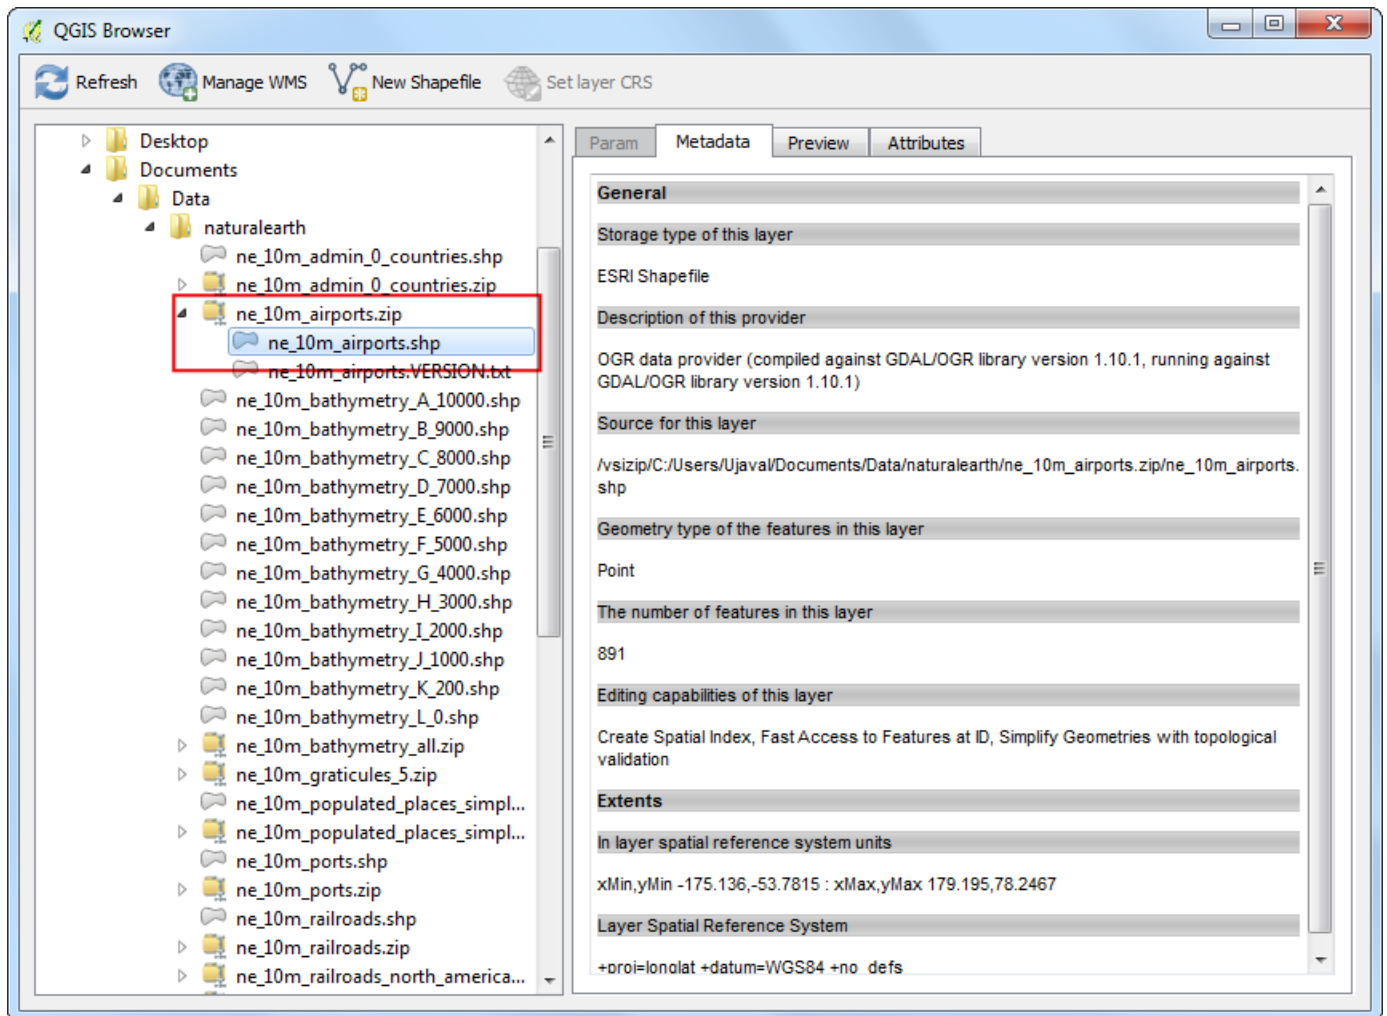 QGIS Browser
Refresh
Manage WMS
New Shapefile
Set layer CRS
Desktop
Documents
Data
naturalearth
ne_10m_admin_0_countries.shp
ne_10m_admin_0_countries.zip
ne_10m_airports.zip
ne_10m_airports.shp
ne_10m_airports.VERSION.txt
ne_10m_bathymetry_A_10000.shp
ne_10m_bathymetry_B_9000.shp
ne_10m_bathymetry_C_8000.shp
ne_10m_bathymetry_D_7000.shp
ne_10m_bathymetry_E_6000.shp
ne_10m_bathymetry_F_5000.shp
ne_10m_bathymetry_G_4000.shp
ne_10m_bathymetry_H_3000.shp
ne_10m_bathymetry_I_2000.shp
ne_10m_bathymetry_J_1000.shp
ne_10m_bathymetry_K_200.shp
ne_10m_bathymetry_L_0.shp
ne_10m_bathymetry_all.zip
ne_10m_graticules_5.zip
ne_10m_populated_places_simpl...
ne_10m_populated_places_simpl...
ne_10m_ports.shp
ne_10m_ports.zip
ne_10m_railroads.shp
ne_10m_railroads.zip
ne_10m_railroads_north_america...
Param
Metadata
Preview
Attributes
General
Storage type of this layer
ESRI Shapefile
Description of this provider
OGR data provider (compiled against GDAL/OGR library version 1.10.1, running against
GDAL/OGR library version 1.10.1)
Source for this layer
/vsizip/C:/Users/Ujaval/Documents/Data/naturalearth/ne_10m_airports.zip/ne_10m_airports.
shp
Geometry type of the features in this layer
Point
The number of features in this layer
891
Editing capabilities of this layer
Create Spatial Index, Fast Access to Features at ID, Simplify Geometries with topological
validation
Extents
In layer spatial reference system units
xMin,yMin -175.136,-53.7815 : xMax,yMax 179.195,78.2467
Layer Spatial Reference System
+proj=longlat +datum=WGS84 +no_defs